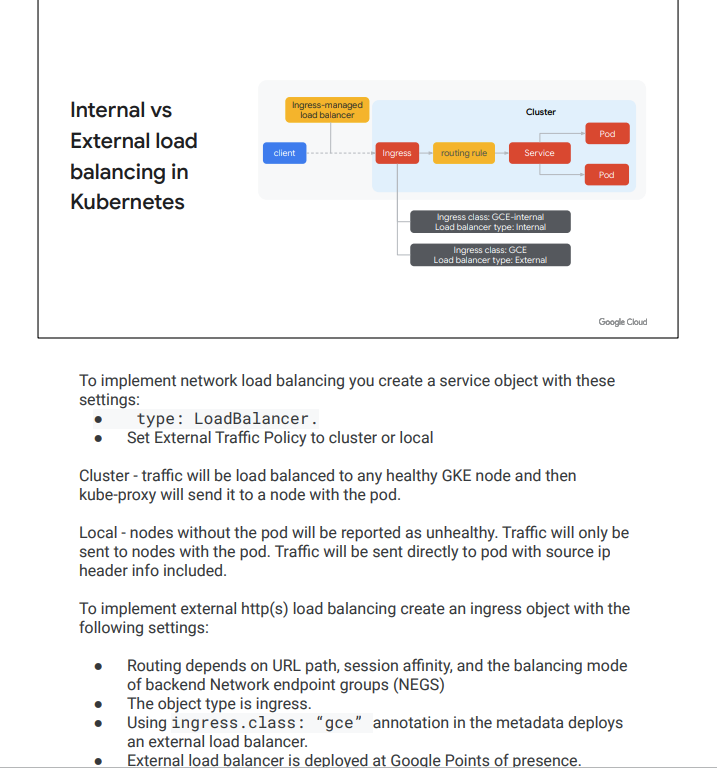 Internal vs
External load
balancing in
Kubernetes
Ingress-managed
load balancer
Cluster
client
Ingress
routing rule
Service
Pod
Pod
Ingress class: GCE-internal
Load balancer type: Internal
Ingress class: GCE
Load balancer type: External
Google Cloud
To implement network load balancing you create a service object with these
settings:
● type: LoadBalancer.
● Set External Traffic Policy to cluster or local
Cluster - traffic will be load balanced to any healthy GKE node and then
kube-proxy will send it to a node with the pod.
Local - nodes without the pod will be reported as unhealthy. Traffic will only be
sent to nodes with the pod. Traffic will be sent directly to pod with source ip
header info included.
To implement external http(s) load balancing create an ingress object with the
following settings:
● Routing depends on URL path, session affinity, and the balancing mode
of backend Network endpoint groups (NEGS)
● The object type is ingress.
● Using ingress.class: “gce” annotation in the metadata deploys
an external load balancer.
● External load balancer is deployed at Google Points of presence.